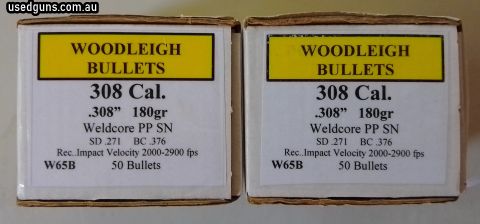 usedguns.com.au
WOODLEIGH
BULLETS
308 Cal.
.308” 180gr
Weldcore PP SN
SD .271 BC .376
Rec..Impact Velocity 2000-2900 fps
W65B 50 Bullets
WOODLEIGH
BULLETS
308 Cal.
.308” 180gr
Weldcore PP SN
SD .271 BC .376
Rec..Impact Velocity 2000-2900 fps
W65B 50 Bullets